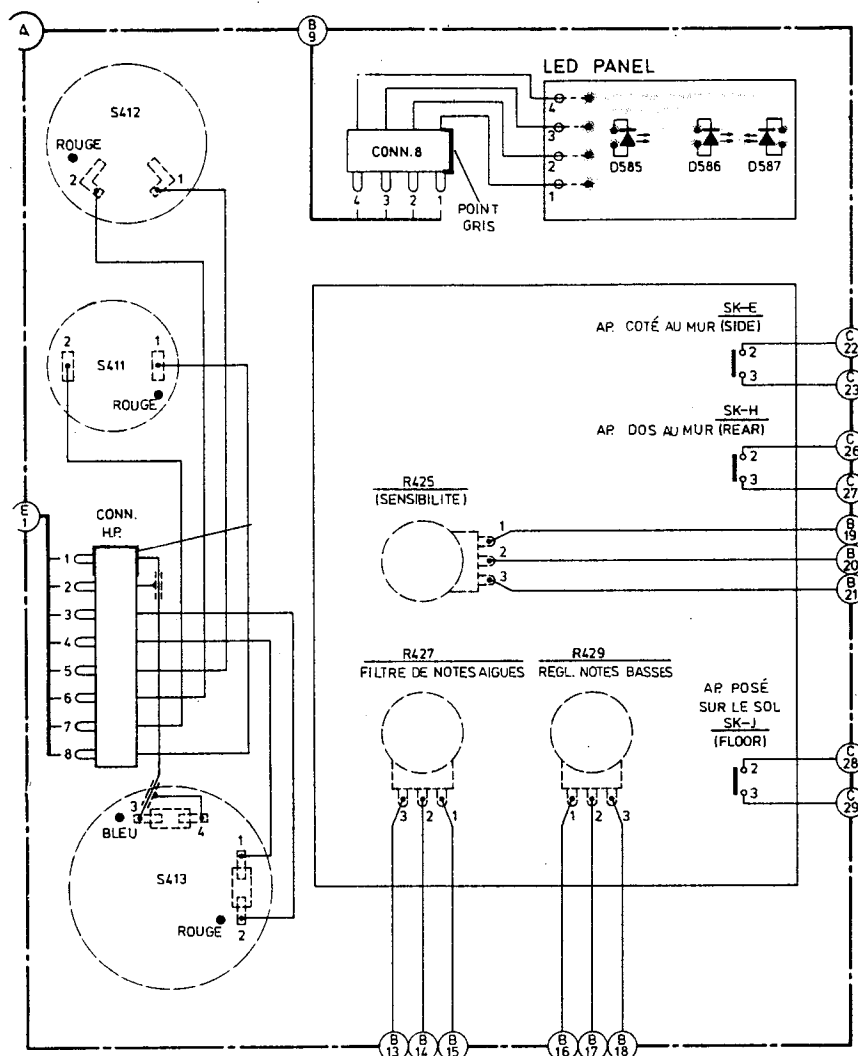 A
B 9
LED PANEL
S412
ROUGE
2
1
CONN. 8
4
3
2
1
POINT
GRIS
4
3
2
1
D585
D586
D587
2
1
S411
ROUGE
SK-E
AP. COTÉ AU MUR (SIDE)
2
3
C 22
C 23
SK-H
AP. DOS AU MUR (REAR)
2
3
C 26
C 27
R425
(SENSIBILITE)
1
2
3
B 19
B 20
B 21
E 1
CONN.
H.P.
1
2
3
4
5
6
7
8
R427
FILTRE DE NOTES AIGUES
3
2
1
R429
REGL. NOTES BASSES
1
2
3
AP. POSÉ
SUR LE SOL
SK-J
(FLOOR)
2
3
C 28
C 29
3
4
BLEU
1
S413
ROUGE
2
B 13
B 14
B 15
B 16
B 17
B 18